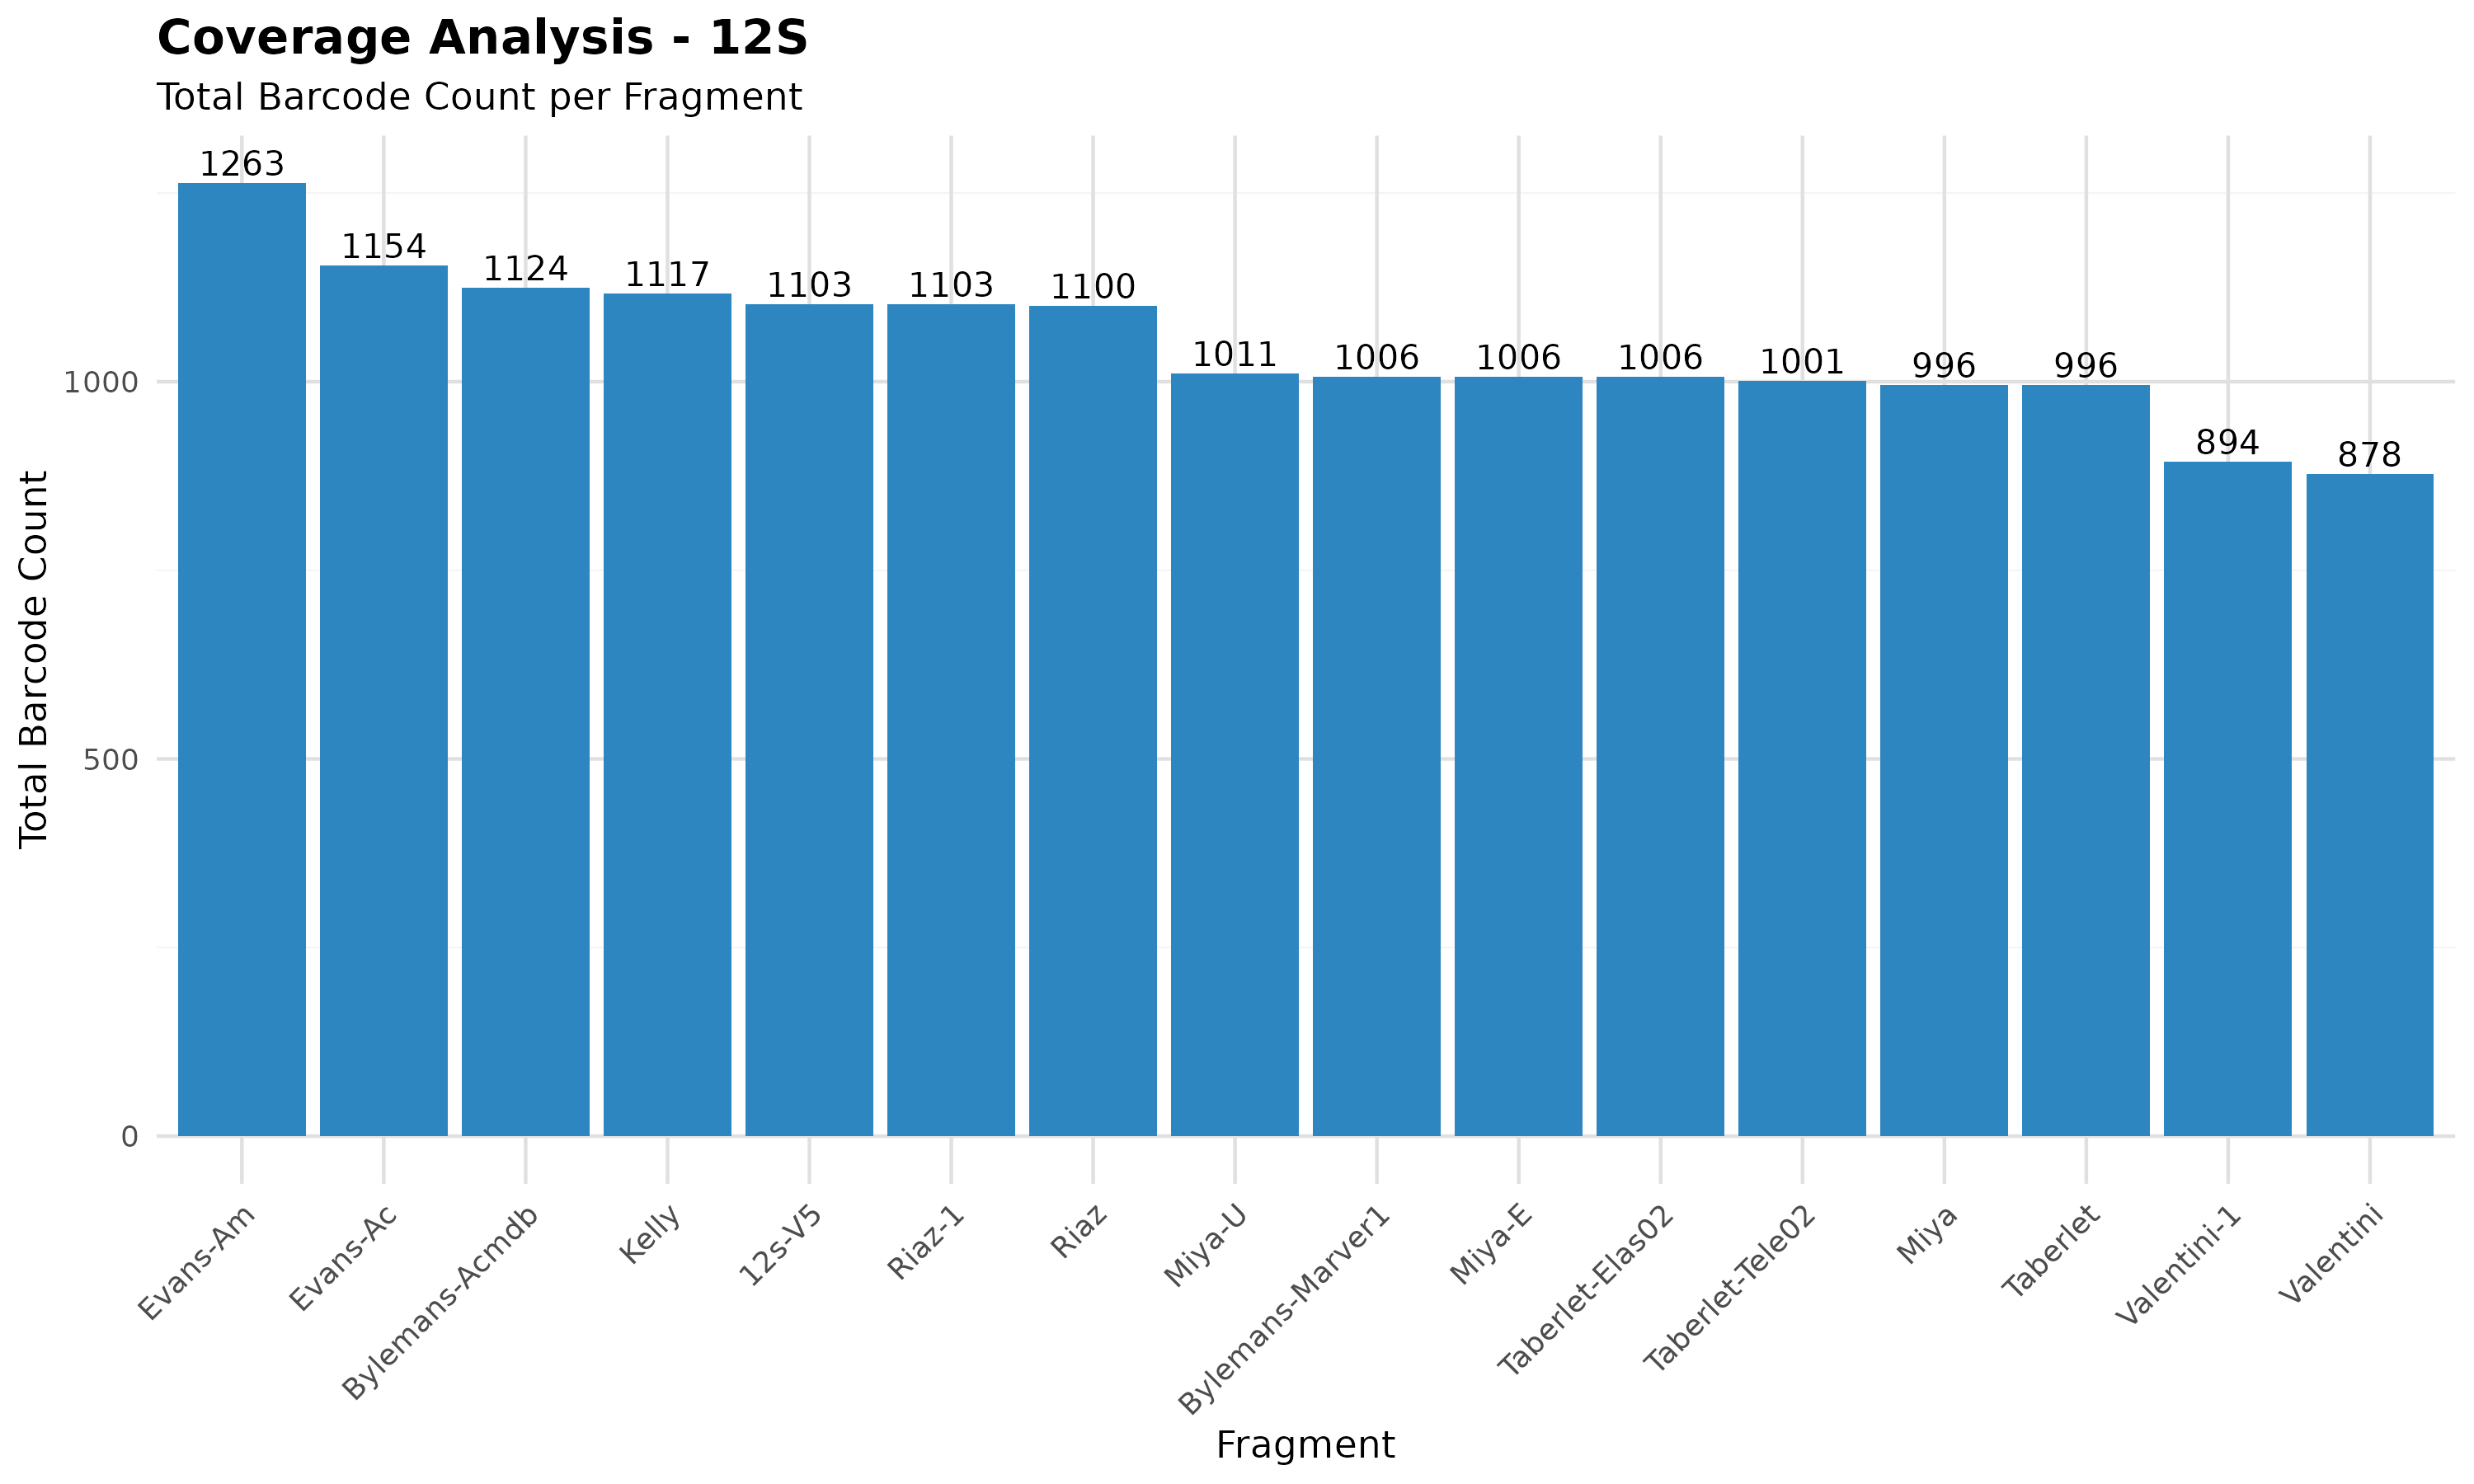 Coverage Analysis - 12S
Total Barcode Count per Fragment
1263
1154
1124
1117
1103
1103
1100
1011
1006
1006
1006
1001
996
996
894
878
Total Barcode Count
1000
500
0
Evans-Am
Evans-Ac
Bylemans-Acmdb
Kelly
12s-V5
Riaz-1
Riaz
Miya-U
Bylemans-Marver1
Miya-E
Taberlet-Elas02
Taberlet-Tele02
Miya
Taberlet
Valentini-1
Valentini
Fragment